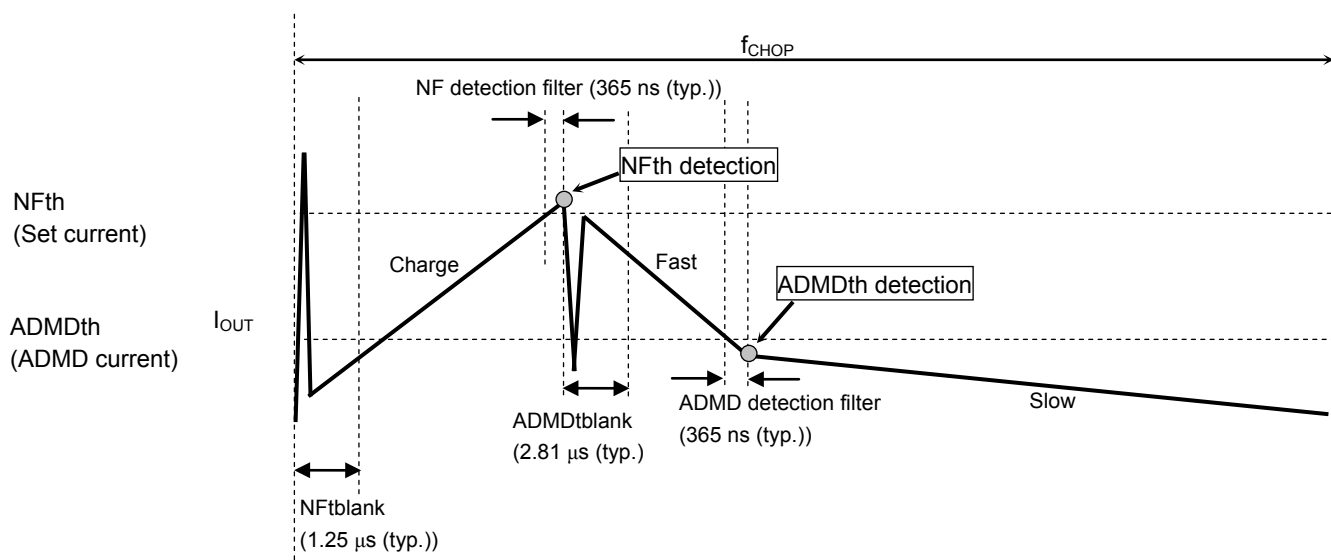 fCHOP
NF detection filter (365 ns (typ.))
NFth detection
NFth
(Set current)
Charge
Fast
ADMDth detection
ADMDth
(ADMD current)
IOUT
ADMDtblank
(2.81 μs (typ.)
ADMD detection filter
(365 ns (typ.))
Slow
NFtblank
(1.25 μs (typ.))